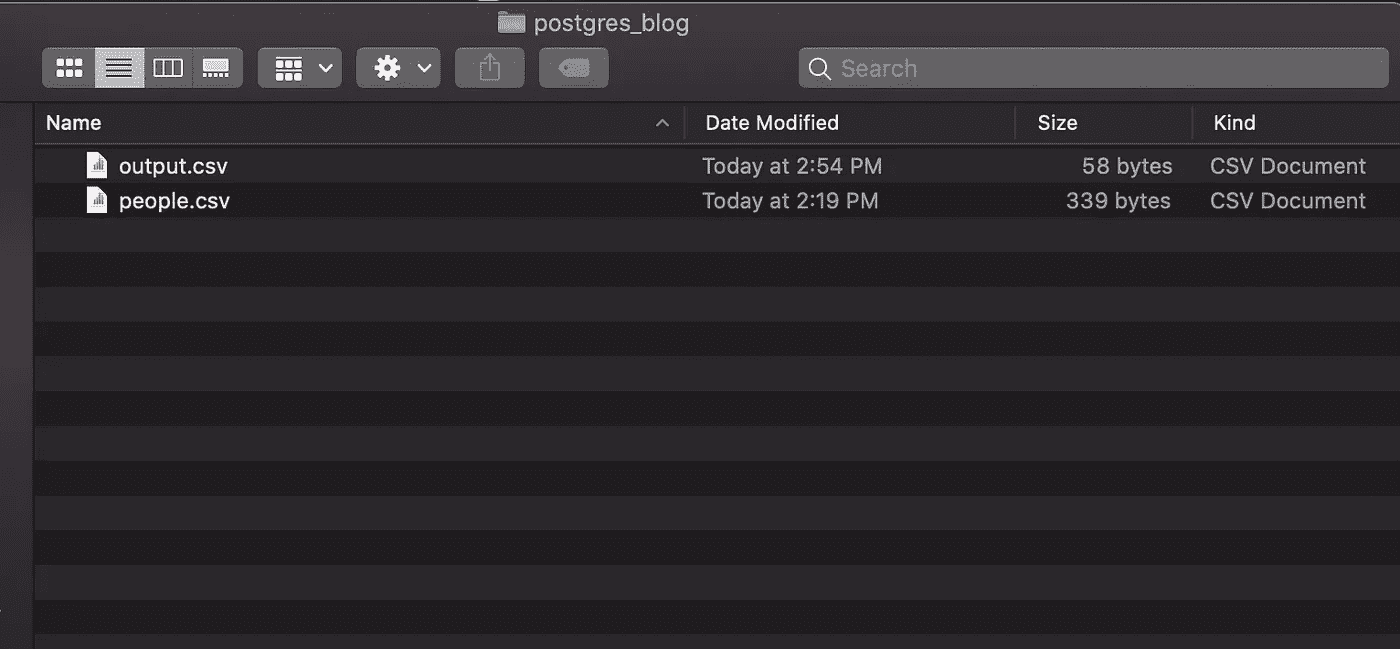 postgres_blog
Search
Name Date Modified Size Kind
output.csv Today at 2:54 PM 58 bytes CSV Document
people.csv Today at 2:19 PM 339 bytes CSV Document